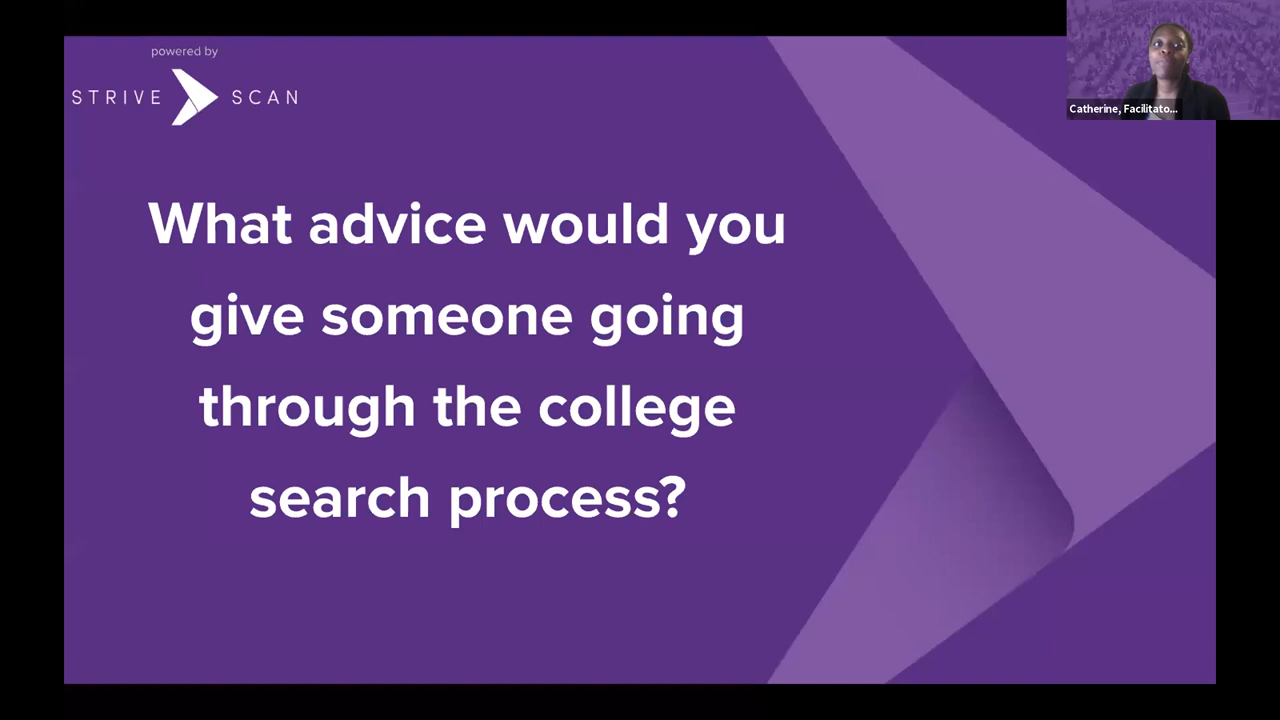 powered by
STRIVE SCAN
Catherine, Facilitato...
What advice would you
give someone going
through the college
search process?